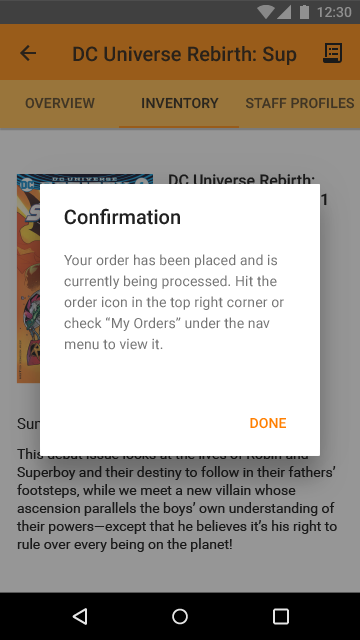 12:30
DC Universe Rebirth: Sup
OVERVIEW
INVENTORY
STAFF PROFILES
DC UNIVERSE
DC Universe Rebirth:
1
Confirmation
Your order has been placed and is
currently being processed. Hit the
order icon in the top right corner or
check “My Orders” under the nav
menu to view it.
DONE
This debut issue looks at the lives of Robin and
Superboy and their destiny to follow in their fathers’
footsteps, while we meet a new villain whose
ascension parallels the boys’ own understanding of
their powers—except that he believes it’s his right to
rule over every being on the planet!